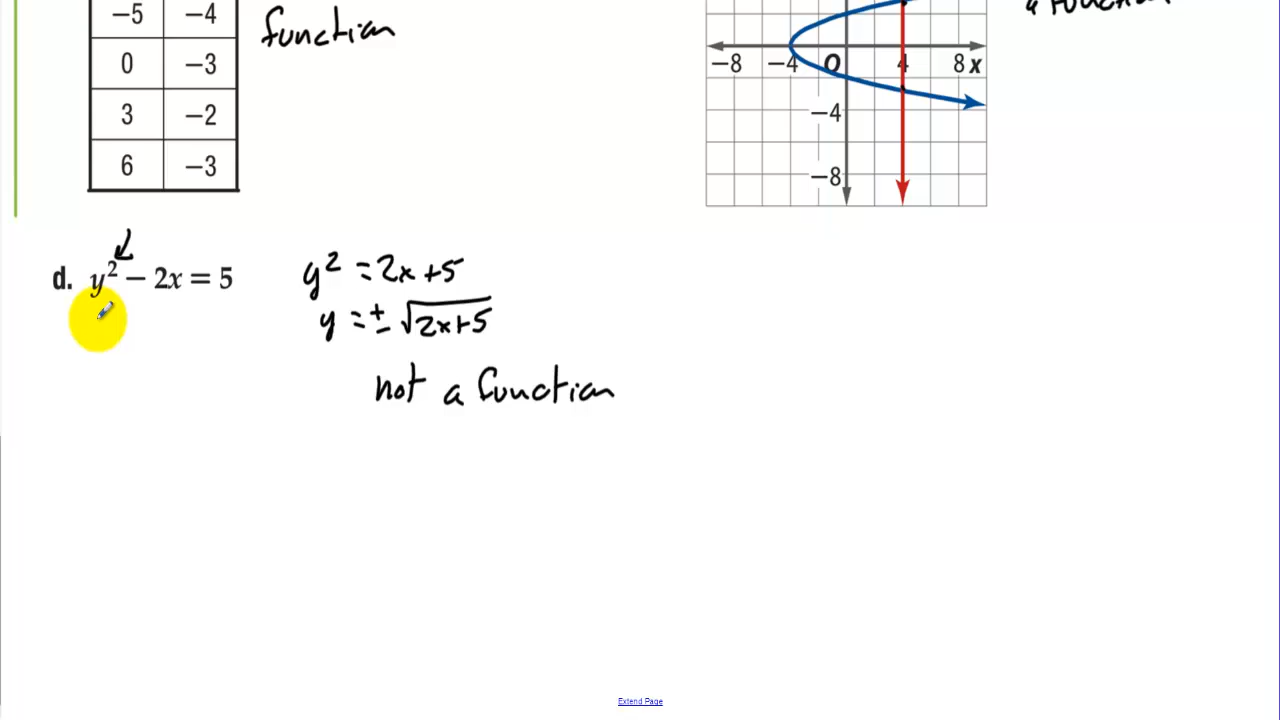 −5 −4
function
a function
0 −3
−8 −4 O 4 8 x
3 −2
−4
6 −3
−8
d. y² − 2x = 5
y² = 2x + 5
y = ± √2x+5
not a function
Extend Page